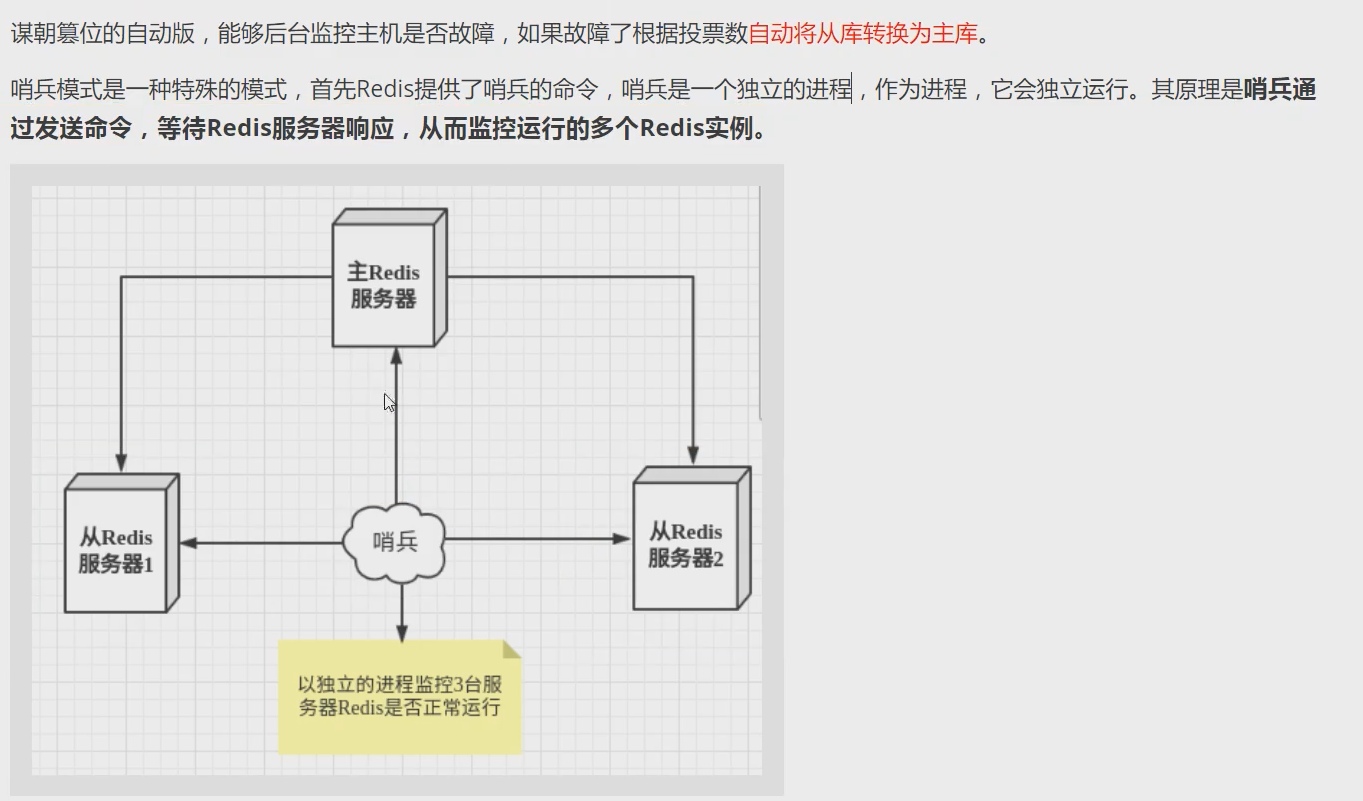 谋朝篡位的自动版，能够后台监控主机是否故障，如果故障了根据投票数自动将从库转换为主库。
哨兵模式是一种特殊的模式，首先Redis提供了哨兵的命令，哨兵是一个独立的进程，作为进程，它会独立运行。其原理是哨兵通
过发送命令，等待Redis服务器响应，从而监控运行的多个Redis实例。
主Redis
服务器
从Redis
服务器1
哨兵
从Redis
服务器2
以独立的进程监控3台服
务器Redis是否正常运行